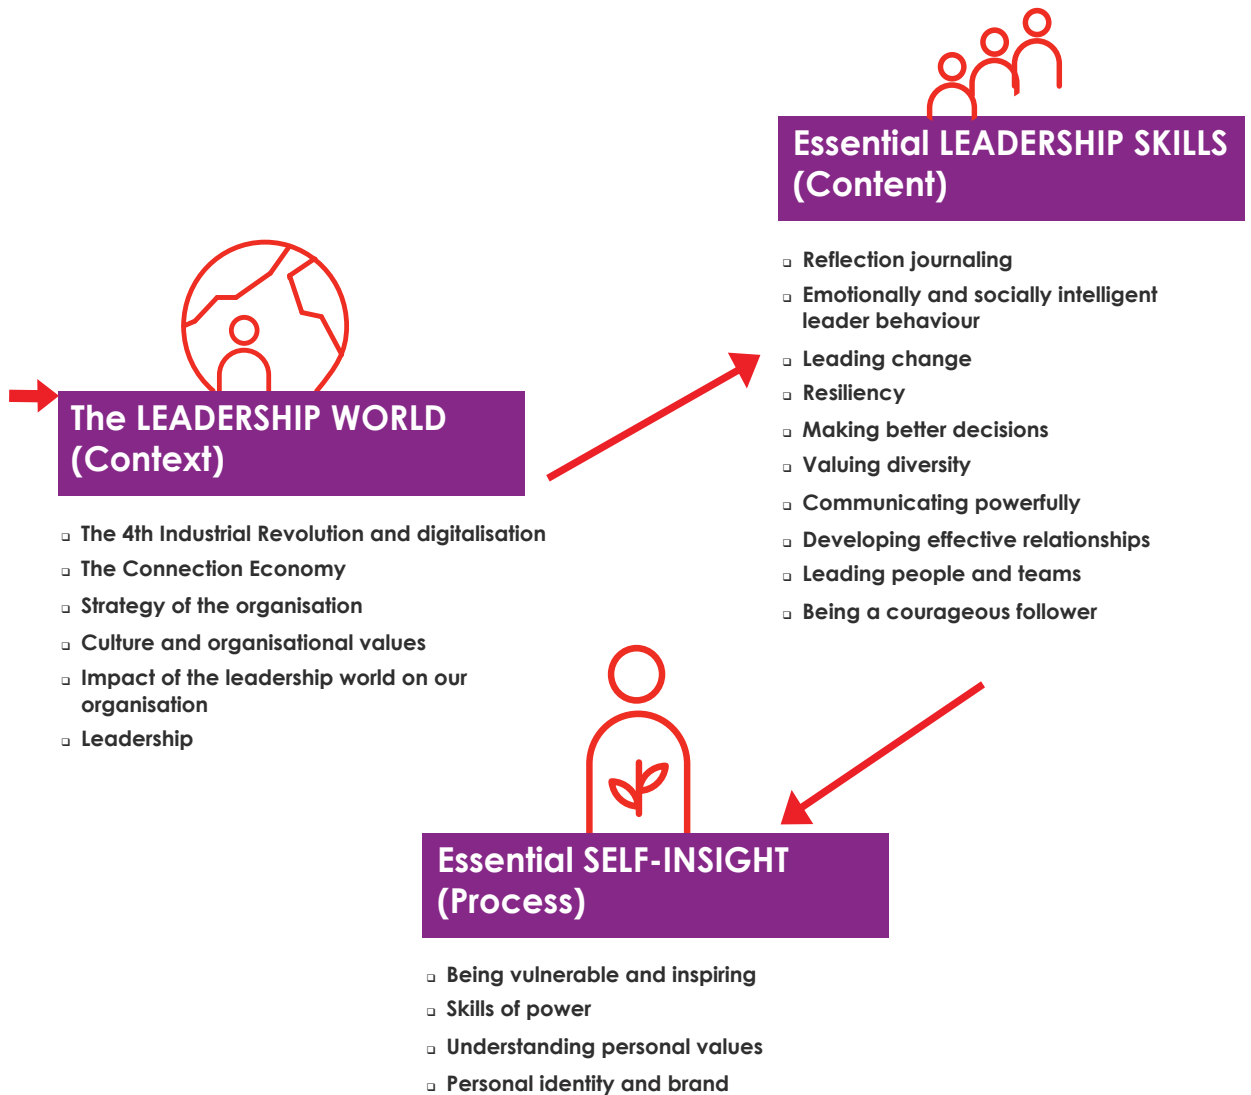 The LEADERSHIP WORLD
(Context)
▫ The 4th Industrial Revolution and digitalisation
▫ The Connection Economy
▫ Strategy of the organisation
▫ Culture and organisational values
▫ Impact of the leadership world on our
organisation
▫ Leadership
Essential LEADERSHIP SKILLS
(Content)
▫ Reflection journaling
▫ Emotionally and socially intelligent
leader behaviour
▫ Leading change
▫ Resiliency
▫ Making better decisions
▫ Valuing diversity
▫ Communicating powerfully
▫ Developing effective relationships
▫ Leading people and teams
▫ Being a courageous follower
Essential SELF-INSIGHT
(Process)
▫ Being vulnerable and inspiring
▫ Skills of power
▫ Understanding personal values
▫ Personal identity and brand